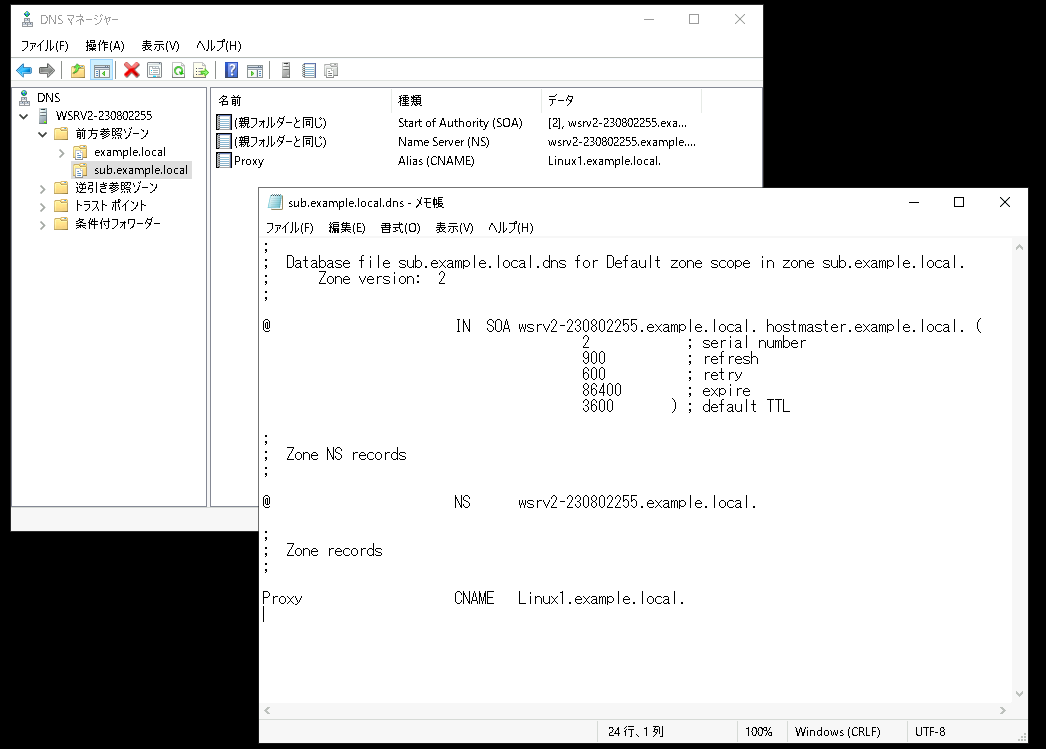 DNS マネージャー
ファイル(F) 操作(A) 表示(V) ヘルプ(H)
DNS
WSRV2-230802255
前方参照ゾーン
example.local
sub.example.local
逆引き参照ゾーン
トラスト ポイント
条件付フォワーダー
名前 種類 データ
(親フォルダーと同じ) Start of Authority (SOA) [2], wsrv2-230802255.exa...
(親フォルダーと同じ) Name Server (NS) wsrv2-230802255.example....
Proxy Alias (CNAME) Linux1.example.local.
sub.example.local.dns - メモ帳
ファイル(F) 編集(E) 書式(O) 表示(V) ヘルプ(H)
;
; Database file sub.example.local.dns for Default zone scope in zone sub.example.local.
; Zone version: 2
;
@ IN SOA wsrv2-230802255.example.local. hostmaster.example.local. (
2 ; serial number
900 ; refresh
600 ; retry
86400 ; expire
3600 ) ; default TTL
;
; Zone NS records
;
@ NS wsrv2-230802255.example.local.
;
; Zone records
;
Proxy CNAME Linux1.example.local.
24 行、1 列 100% Windows (CRLF) UTF-8